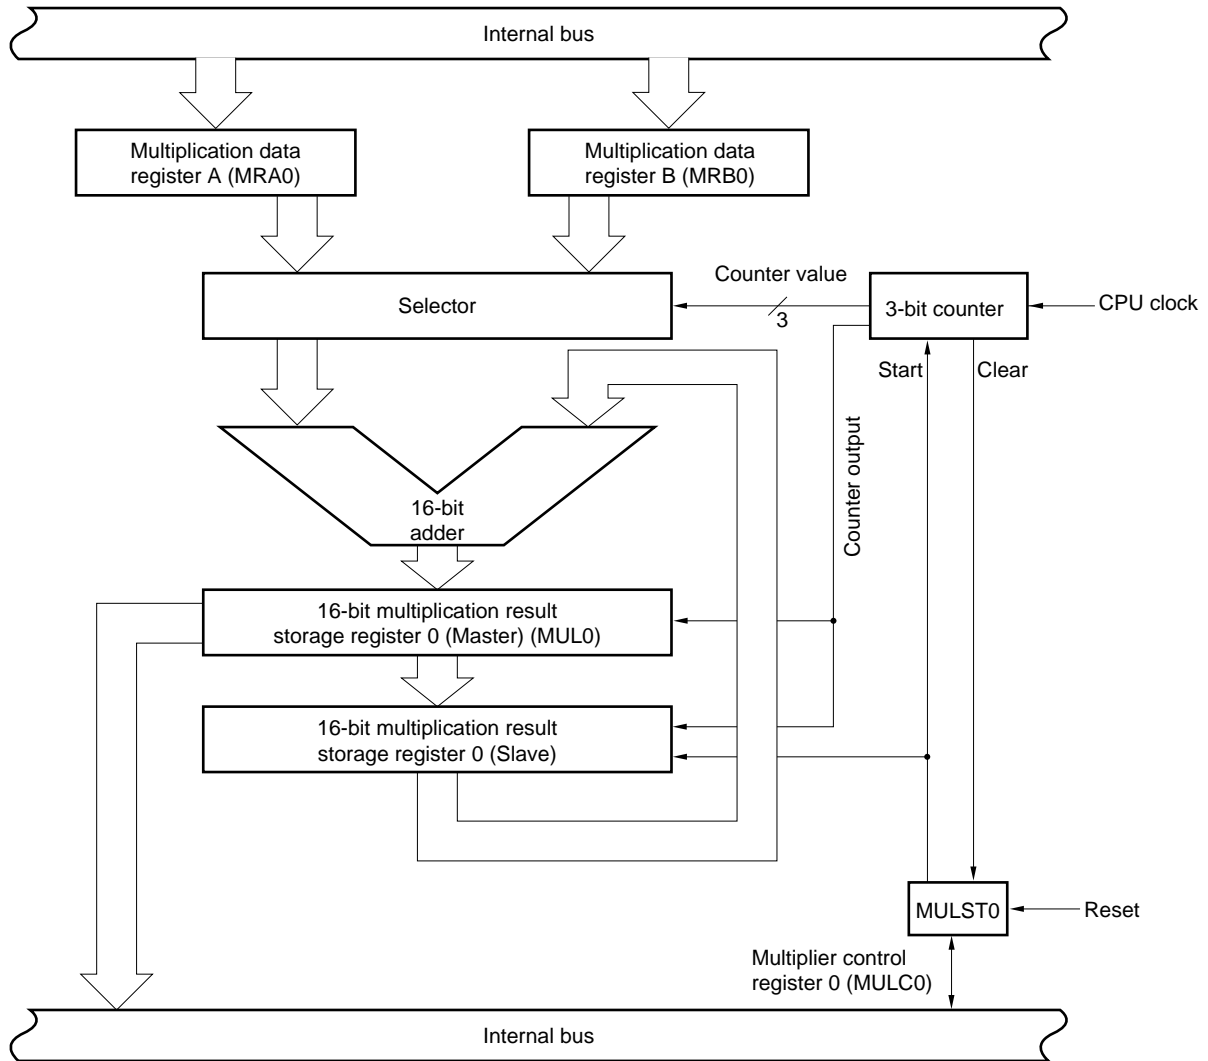 Internal bus
Multiplication data
register A (MRA0)
Multiplication data
register B (MRB0)
Counter value
3
Selector
3-bit counter
CPU clock
Start
Clear
Counter output
16-bit
adder
16-bit multiplication result
storage register 0 (Master) (MUL0)
16-bit multiplication result
storage register 0 (Slave)
MULST0
Reset
Multiplier control
register 0 (MULC0)
Internal bus